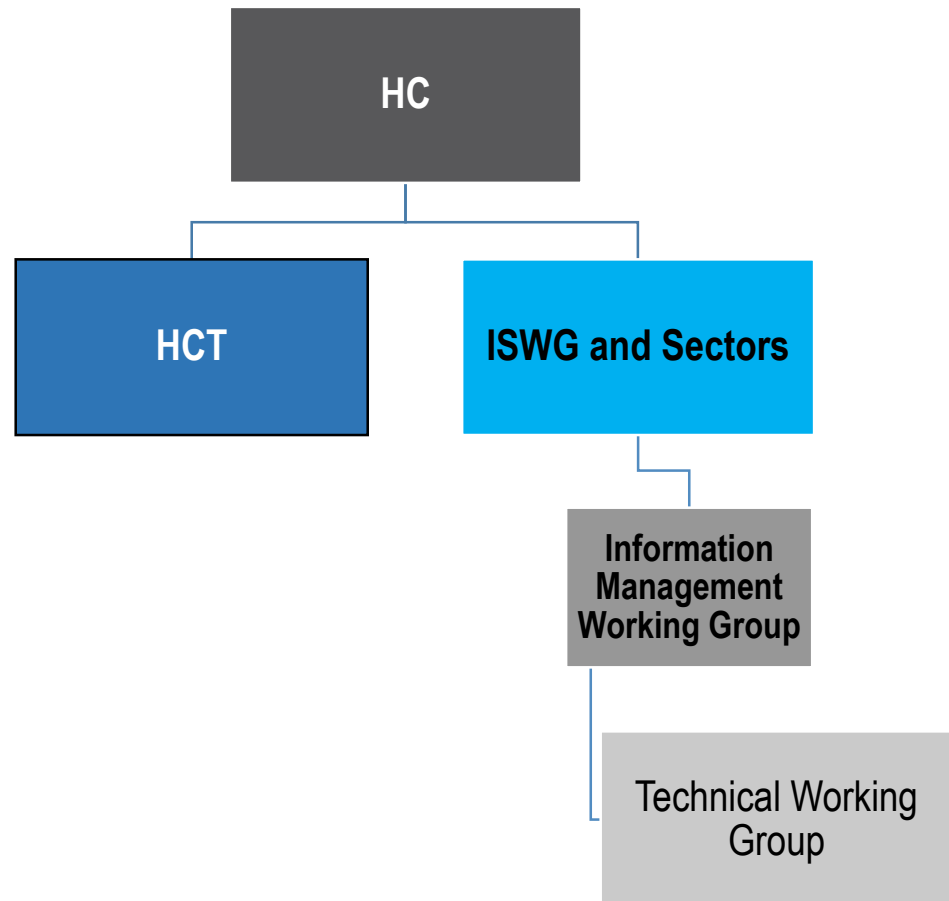 HC
HCT
ISWG and Sectors
Information
Management
Working Group
Technical Working
Group